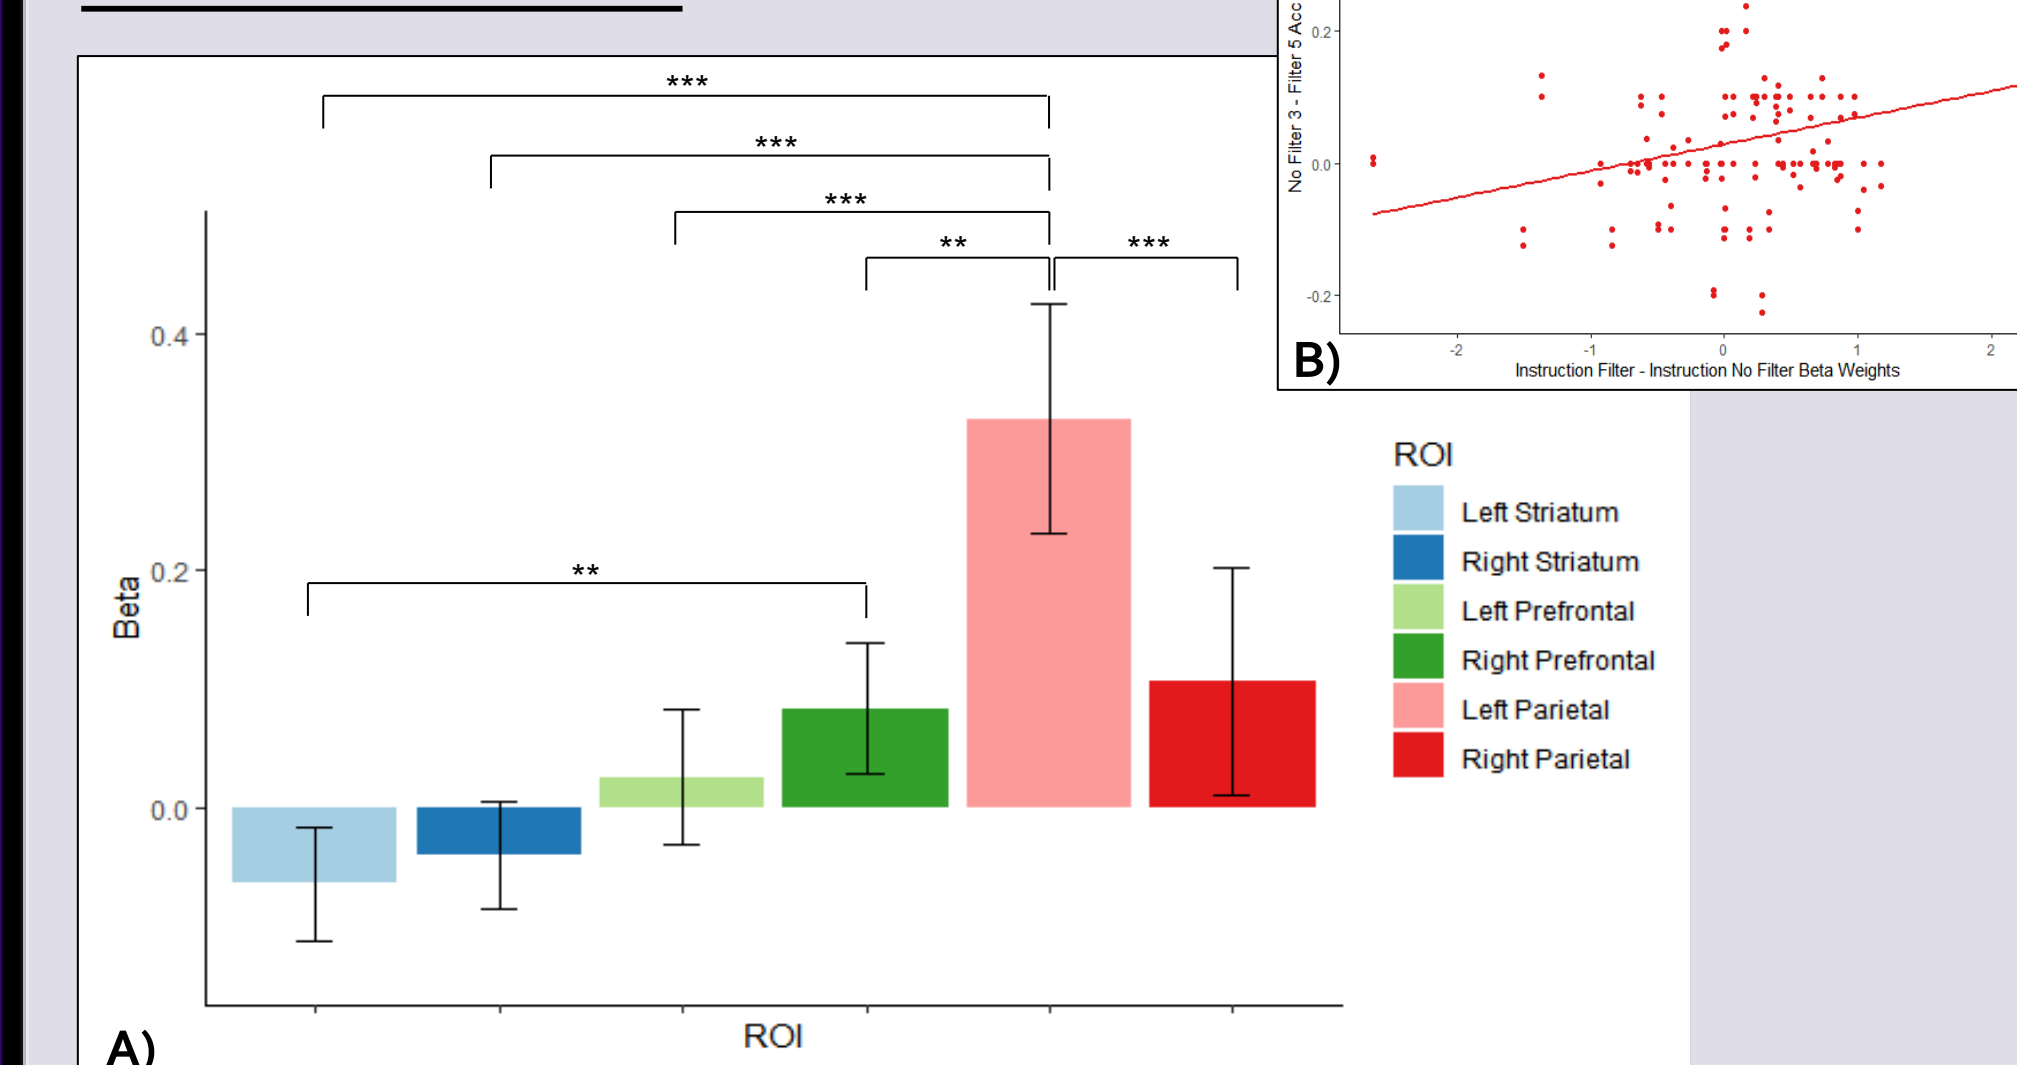 ***
***
***
** ***
0.4
0.2
0.0
Beta
**
ROI
A)
No Filter 3 - Filter 5 Acc
0.2
0.0
-0.2
-2 -1 0 1 2
Instruction Filter - Instruction No Filter Beta Weights
B)
ROI
Left Striatum
Right Striatum
Left Prefrontal
Right Prefrontal
Left Parietal
Right Parietal